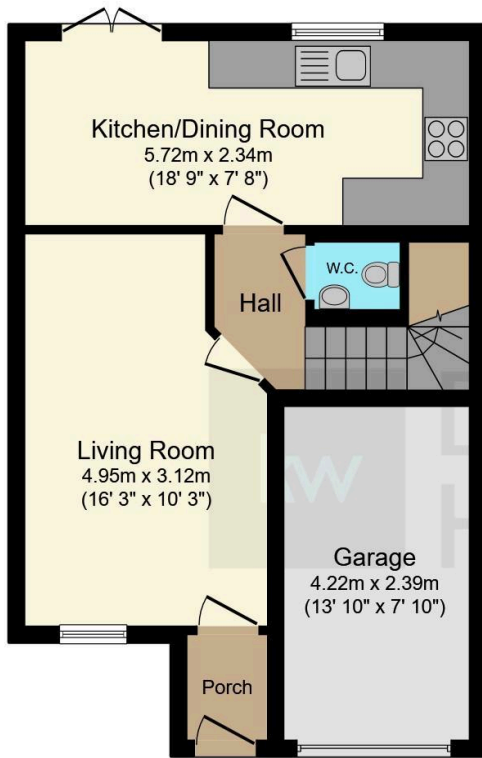 Kitchen/Dining Room
5.72m x 2.34m
(18' 9" x 7' 8")
W.C.
Hall
Living Room
4.95m x 3.12m
(16' 3" x 10' 3")
Garage
4.22m x 2.39m
(13' 10" x 7' 10")
Porch
kw